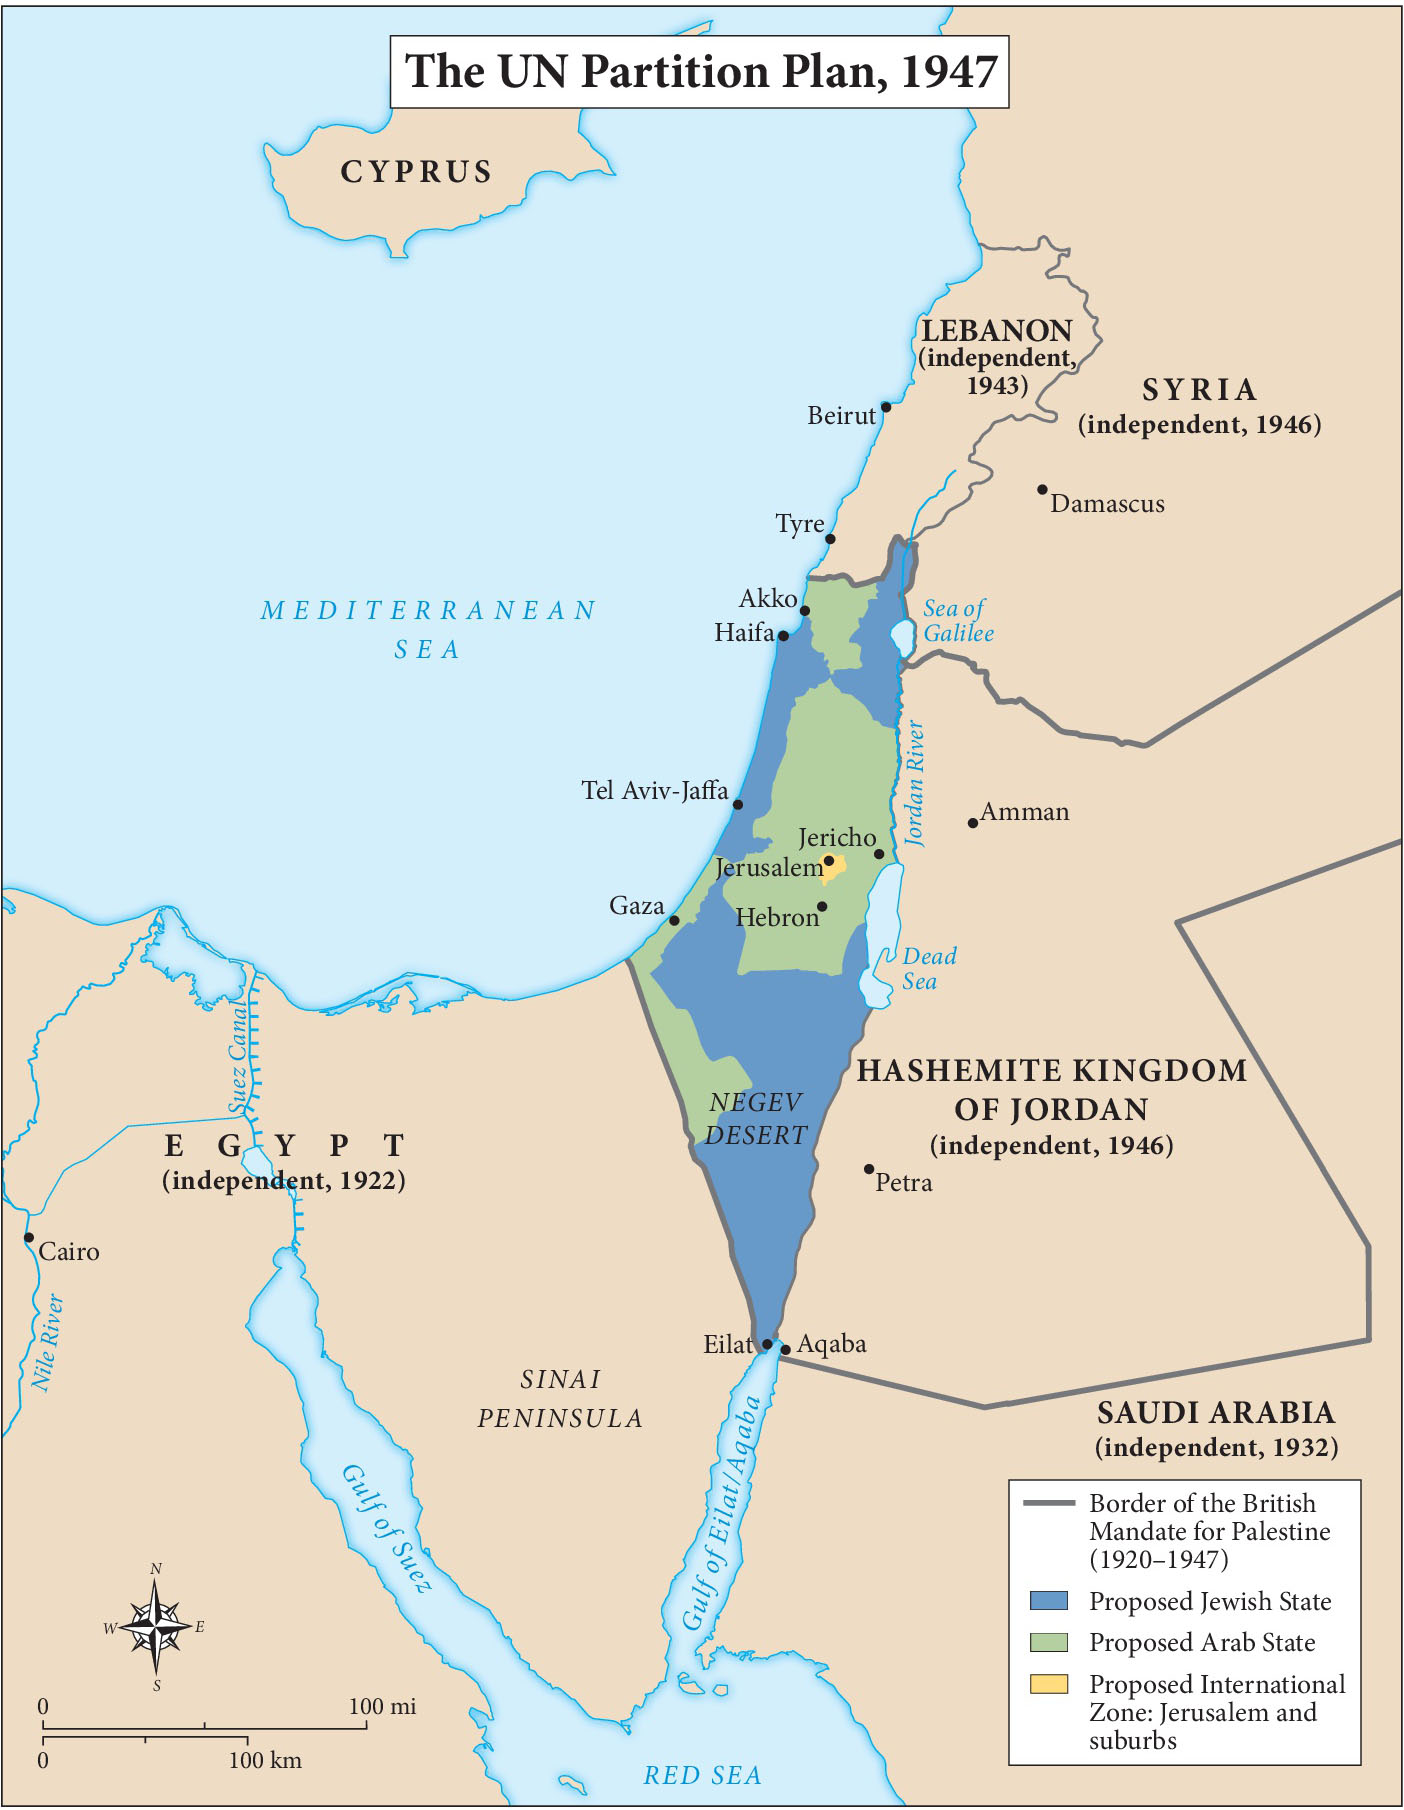 The UN Partition Plan, 1947
CYPRUS
LEBANON
(independent,
1943)
SYRIA
(independent, 1946)
Beirut
Damascus
Tyre
MEDITERRANEAN
SEA
Akko
Haifa
Sea of
Galilee
Jordan River
Tel Aviv-Jaffa
Amman
Jericho
Jerusalem
Gaza
Hebron
Dead
Sea
Suez Canal
HASHEMITE KINGDOM
OF JORDAN
(independent, 1946)
NEGEV
DESERT
EGYPT
(independent, 1922)
Petra
Cairo
Nile River
Eilat
Aqaba
SINAI
PENINSULA
Gulf of Suez
Gulf of Eilat/Aqaba
SAUDI ARABIA
(independent, 1932)
Border of the British
Mandate for Palestine
(1920–1947)
Proposed Jewish State
Proposed Arab State
Proposed International
Zone: Jerusalem and
suburbs
N
W E
S
0 100 mi
0 100 km
RED SEA